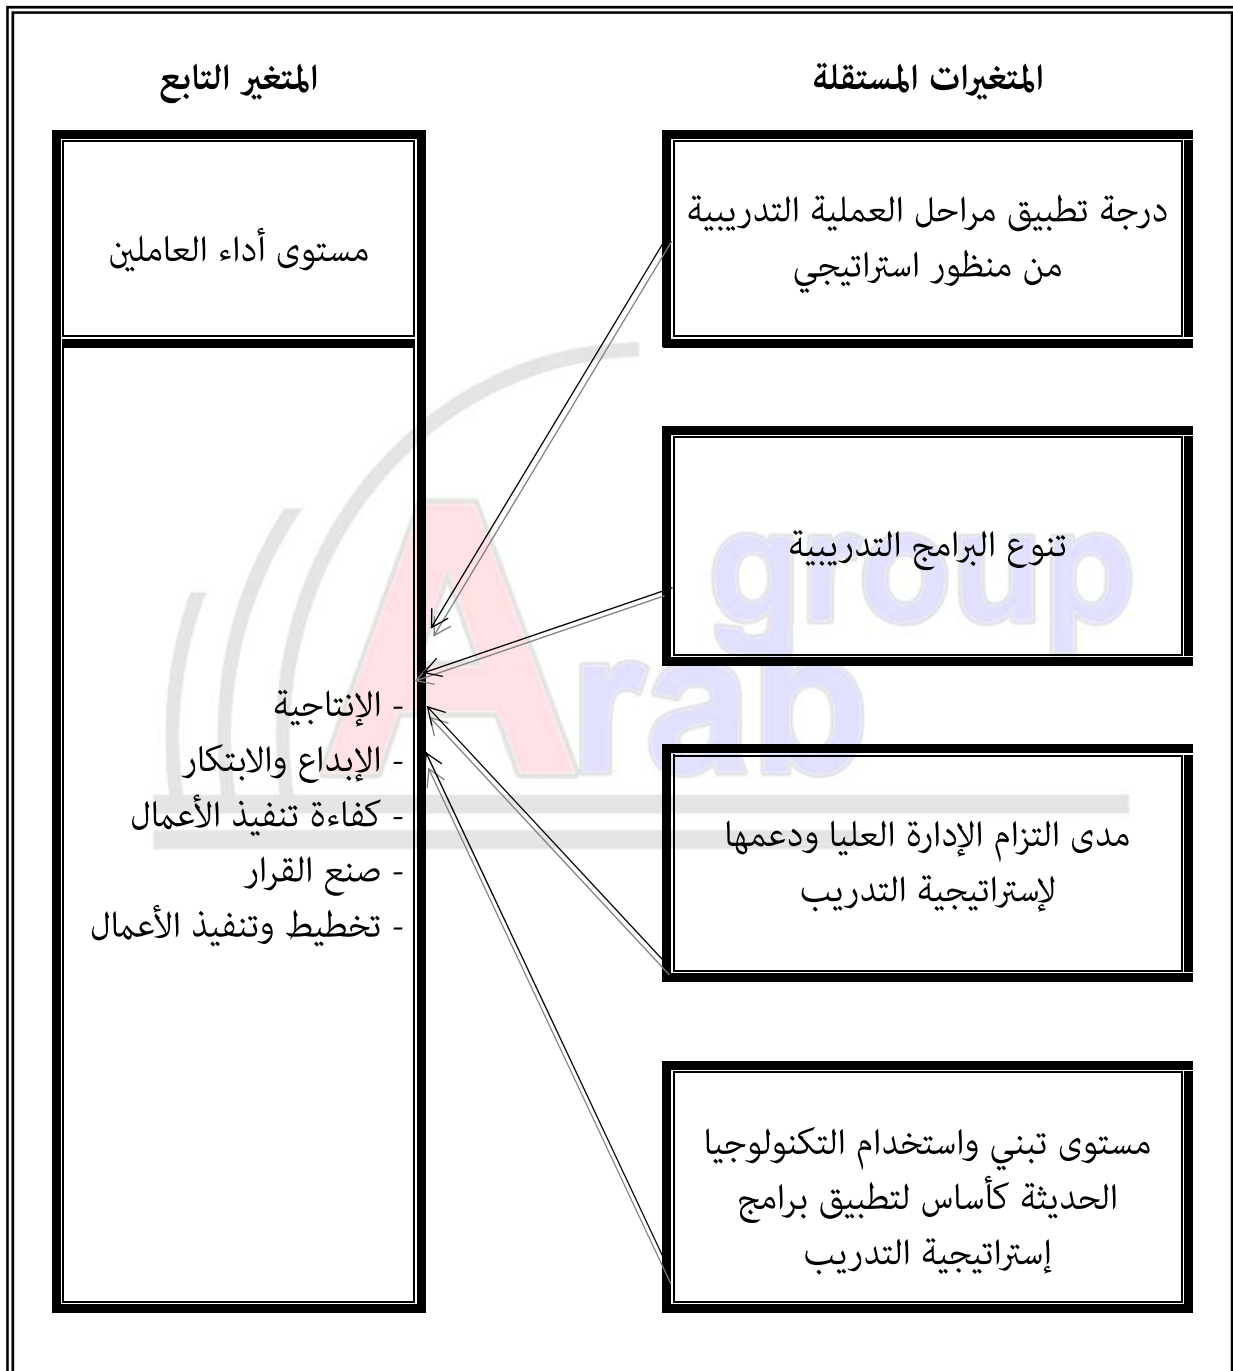 المتغيرات المستقلة
المتغير التابع
درجة تطبيق مراحل العملية التدريبية
من منظور استراتيجي
تنوع البرامج التدريبية
مدى التزام الإدارة العليا ودعمها
لإستراتيجية التدريب
مستوى تبني واستخدام التكنولوجيا
الحديثة كأساس لتطبيق برامج
إستراتيجية التدريب
مستوى أداء العاملين
- الإنتاجية
- الإبداع والابتكار
- كفاءة تنفيذ الأعمال
- صنع القرار
- تخطيط وتنفيذ الأعمال
Arab group